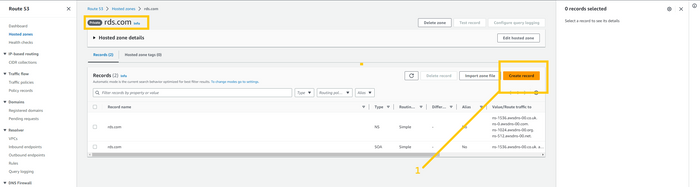 Route 53
Route 53 > Hosted zones > rds.com
0 records selected
Select a record to see its details
Dashboard
Hosted zones
Health checks
IP-based routing
CIDR collections
Traffic flow
Traffic policies
Policy records
Domains
Registered domains
Pending requests
Resolver
VPCs
Inbound endpoints
Outbound endpoints
Rules
Query logging
DNS Firewall
Private rds.com Info
Delete zone
Test record
Configure query logging
Hosted zone details
Edit hosted zone
Records (2)
Hosted zone tags (0)
Records (2) Info
Delete record
Import zone file
Create record
Automatic mode is the current search behavior optimized for best filter results. To change modes go to settings.
Filter records by property or value
Type
Routing pol...
Alias
Record name
Type
Routin...
Differ...
Alias
Value/Route traffic to
rds.com
NS
Simple
-
No
ns-1536.awsdns-00.co.uk.
ns-0.awsdns-00.com.
ns-1024.awsdns-00.org.
ns-512.awsdns-00.net.
rds.com
SOA
Simple
-
No
ns-1536.awsdns-00.co.uk. a...
1